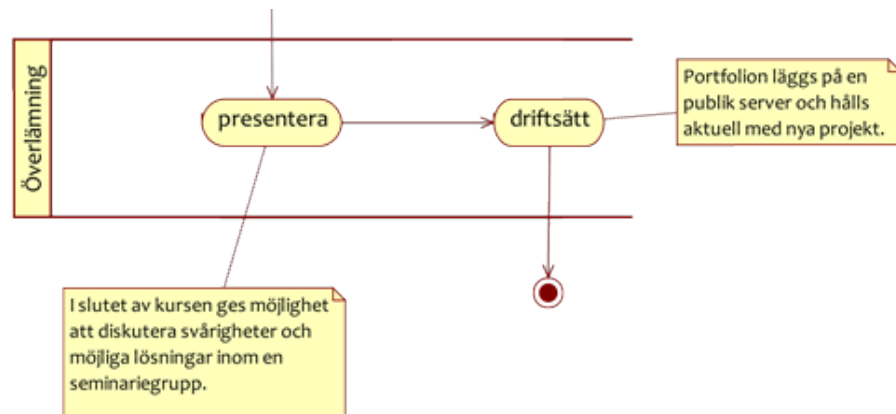 Överlämning
presentera
driftsätt
Portfolion läggs på en
publik server och hålls
aktuell med nya projekt.
I slutet av kursen ges möjlighet
att diskutera svårigheter och
möjliga lösningar inom en
seminariegrupp.